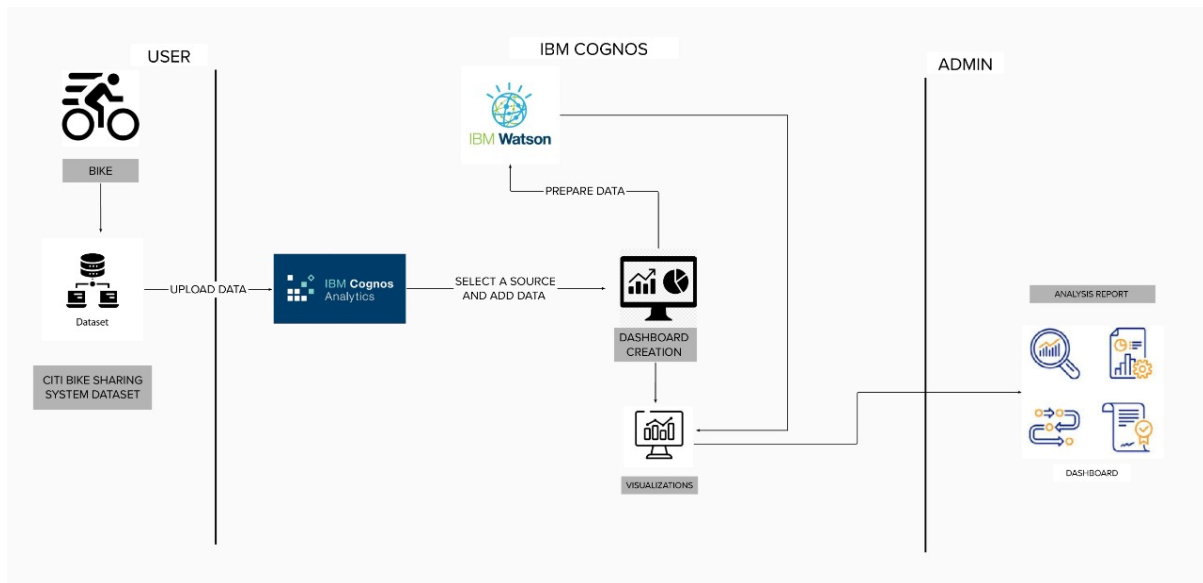 USER
IBM COGNOS
ADMIN
IBM Watson
BIKE
PREPARE DATA
UPLOAD DATA
IBM Cognos
Analytics
SELECT A SOURCE
AND ADD DATA
Dataset
DASHBOARD
CREATION
ANALYSIS REPORT
CITI BIKE SHARING
SYSTEM DATASET
VISUALIZATIONS
DASHBOARD